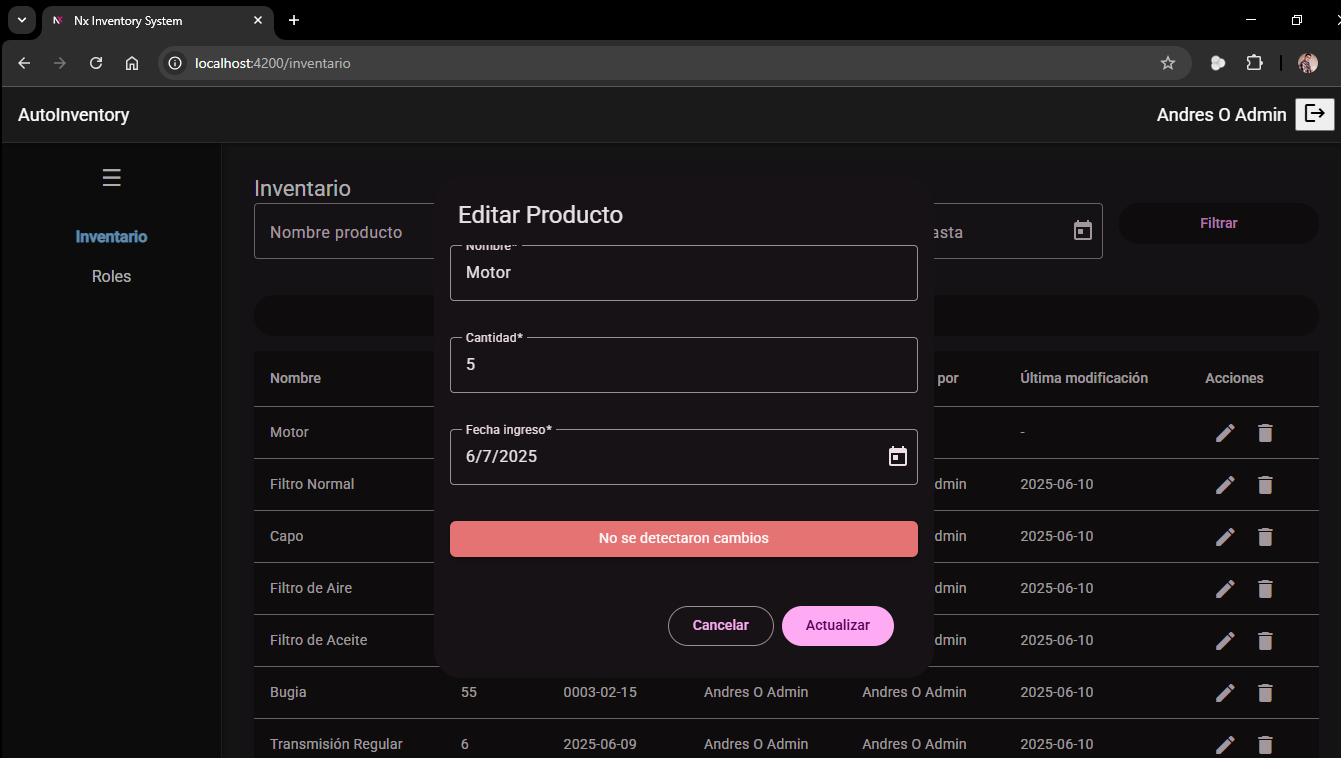 Nx Inventory System
localhost:4200/inventario
AutoInventory
Andres O Admin
Inventario
Roles
Inventario
Nombre producto
asta
Filtrar
Editar Producto
Nombre*
Motor
Cantidad*
5
Fecha ingreso*
6/7/2025
No se detectaron cambios
Cancelar
Actualizar
Nombre por Última modificación Acciones
Motor -
Filtro Normal dmin 2025-06-10
Capo dmin 2025-06-10
Filtro de Aire dmin 2025-06-10
Filtro de Aceite dmin 2025-06-10
Bugia 55 0003-02-15 Andres O Admin Andres O Admin 2025-06-10
Transmisión Regular 6 2025-06-09 Andres O Admin Andres O Admin 2025-06-10